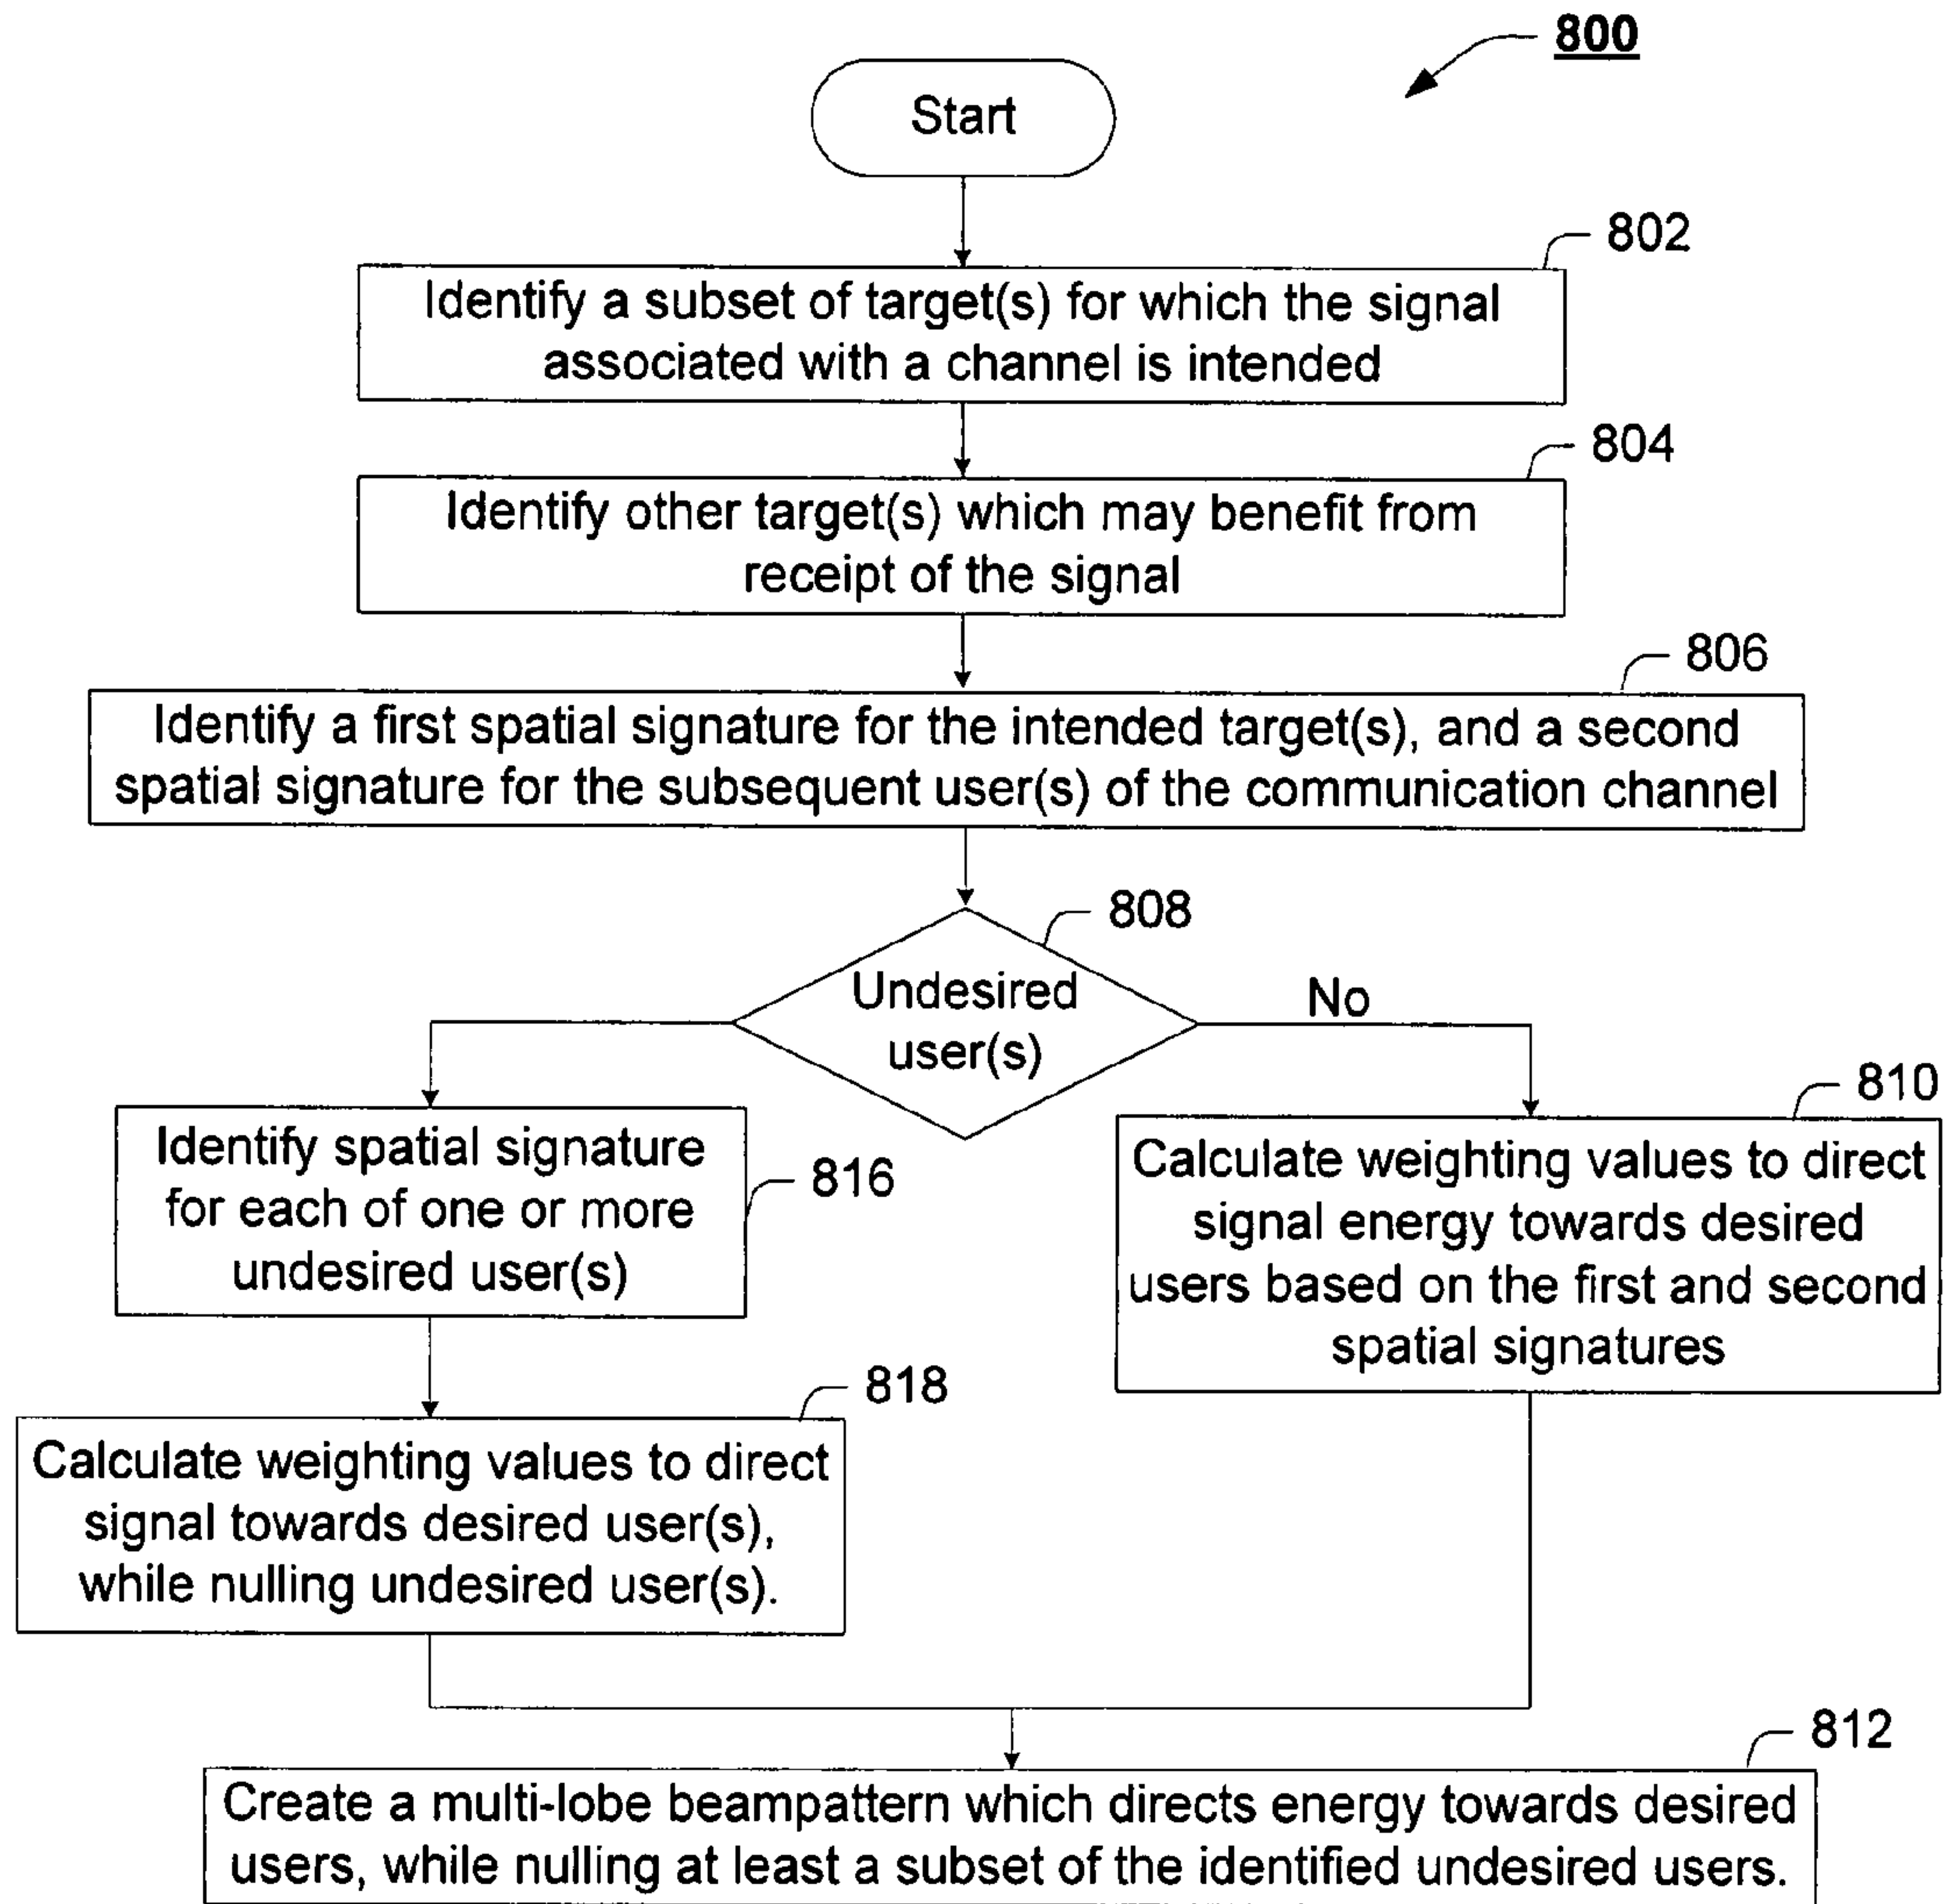 800
Start
802
Identify a subset of target(s) for which the signal
associated with a channel is intended
804
Identify other target(s) which may benefit from
receipt of the signal
806
Identify a first spatial signature for the intended target(s), and a second
spatial signature for the subsequent user(s) of the communication channel
808
Undesired
user(s)
No
810
Calculate weighting values to direct
signal energy towards desired
users based on the first and second
spatial signatures
Identify spatial signature
for each of one or more
undesired user(s)
816
818
Calculate weighting values to direct
signal towards desired user(s),
while nulling undesired user(s).
812
Create a multi-lobe beampattern which directs energy towards desired
users, while nulling at least a subset of the identified undesired users.